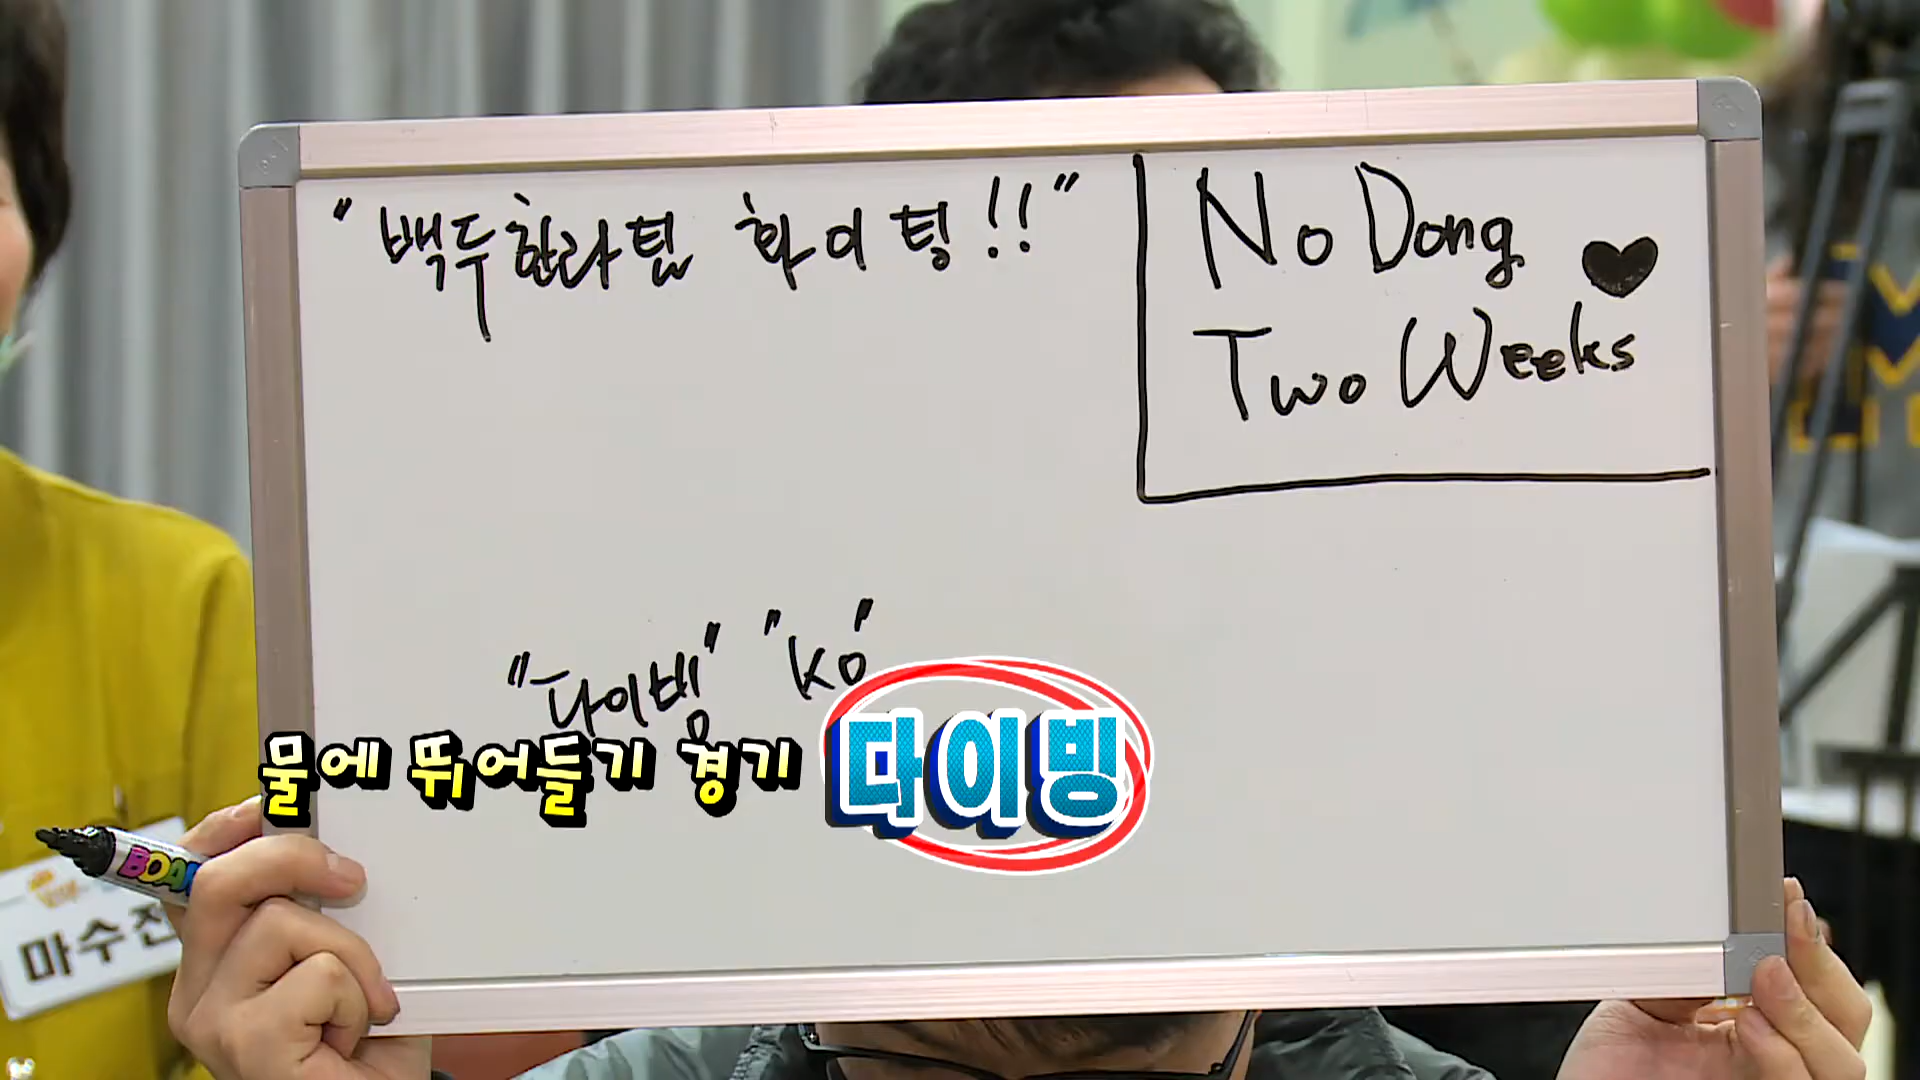 "백두한라팀 화이팅!!"
No Dong
Two Weeks
"다이빙" "KO"
물에 뛰어들기 경기 다이빙
BOA
마수진